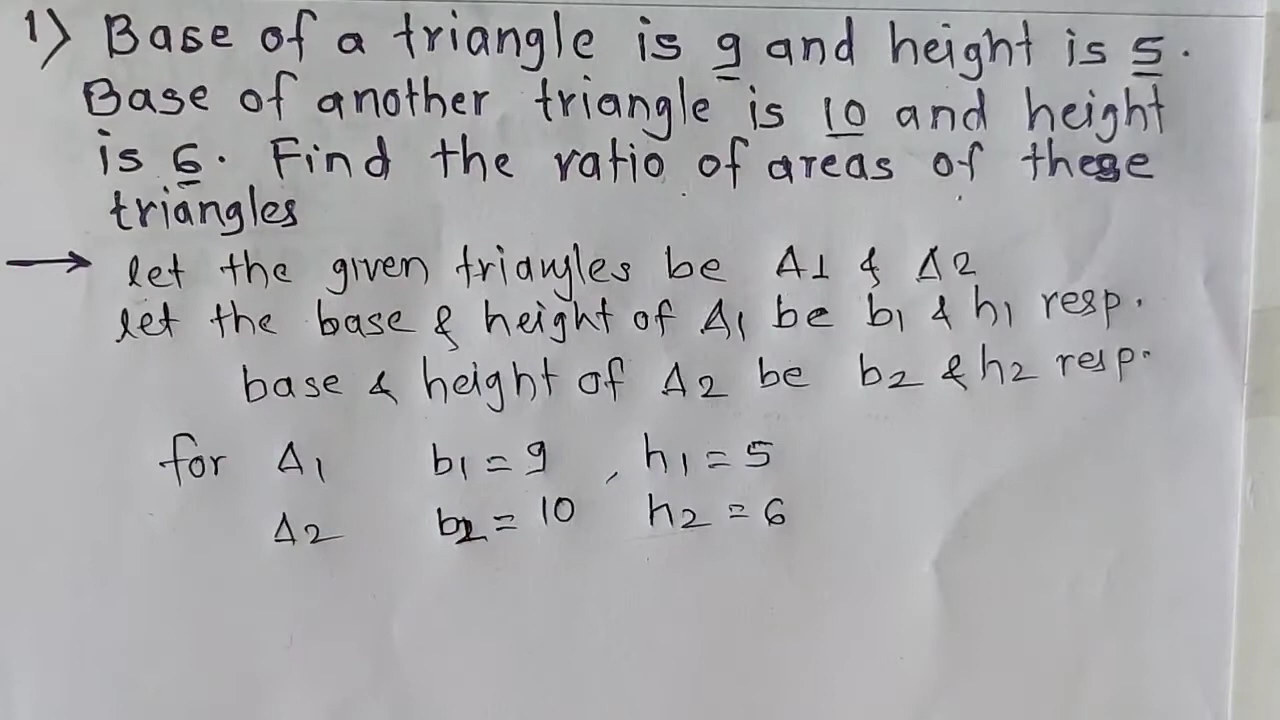 1) Base of a triangle is 9 and height is 5.
Base of another triangle is 10 and height
is 6. Find the ratio of areas of these
triangles
→ let the given triangles be Δ1 & Δ2
let the base & height of Δ1 be b1 & h1 resp.
base & height of Δ2 be b2 & h2 resp.
for Δ1 b1 = 9 , h1 = 5
Δ2 b2 = 10 h2 = 6